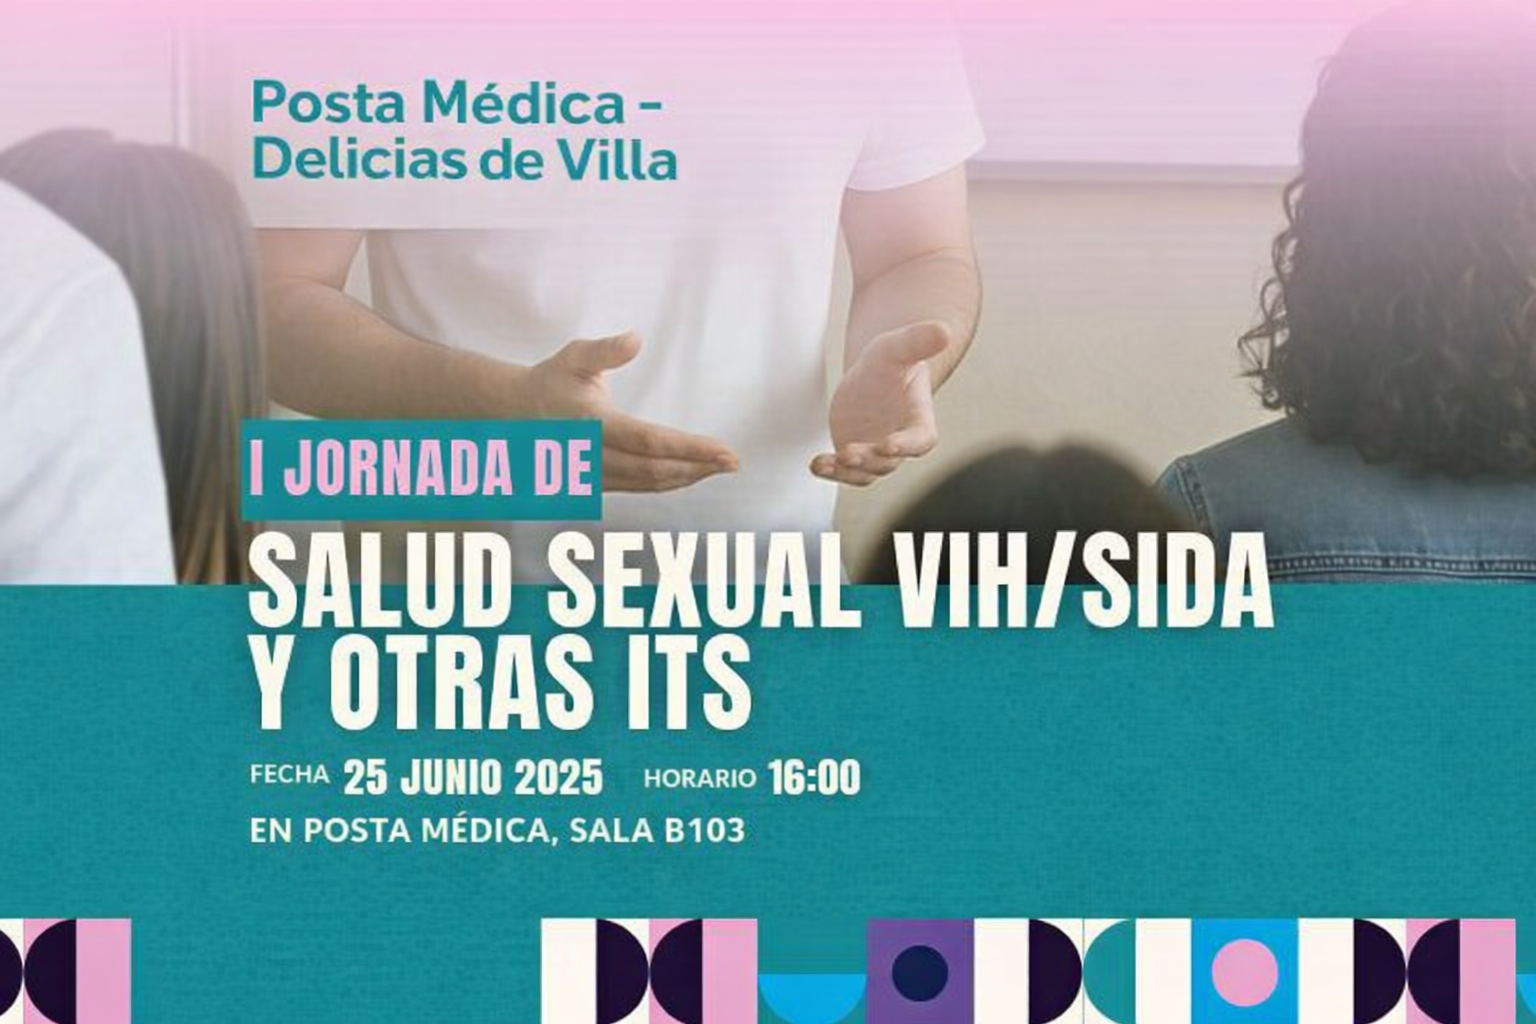 Posta Médica -
Delicias de Villa
I JORNADA DE
SALUD SEXUAL VIH/SIDA
Y OTRAS ITS
FECHA 25 JUNIO 2025 HORARIO 16:00
EN POSTA MÉDICA, SALA B103